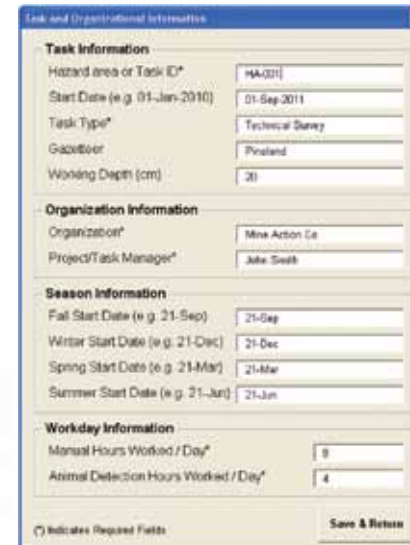 Task and Organizational Information
Task Information
Hazard area or Task ID* HA-001
Start Date (e.g. 01-Jan-2010) 01-Sep-2011
Task Type* Technical Survey
Gazetteer Pineland
Working Depth (cm) 20
Organization Information
Organization* Mine Action Co
Project/Task Manager* John Smith
Season Information
Fall Start Date (e.g. 21-Sep) 21-Sep
Winter Start Date (e.g. 21-Dec) 21-Dec
Spring Start Date (e.g. 21-Mar) 21-Mar
Summer Start Date (e.g. 21-Jun) 21-Jun
Workday Information
Manual Hours Worked / Day* 8
Animal Detection Hours Worked / Day* 4
(*) Indicates Required Fields Save & Return